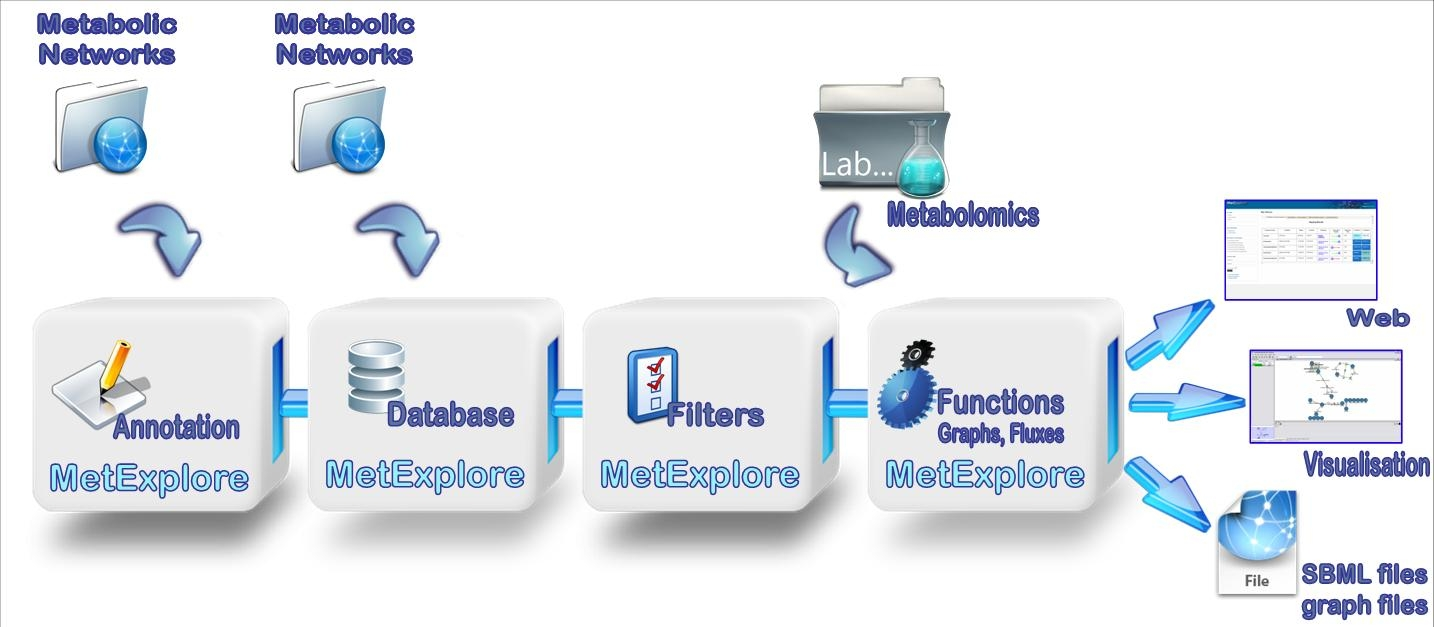 Metabolic
Networks
Metabolic
Networks
Lab...
Metabolomics
Annotation
MetExplore
Database
MetExplore
Filters
MetExplore
Functions
Graphs, Fluxes
MetExplore
Web
Visualisation
File
SBML files
graph files